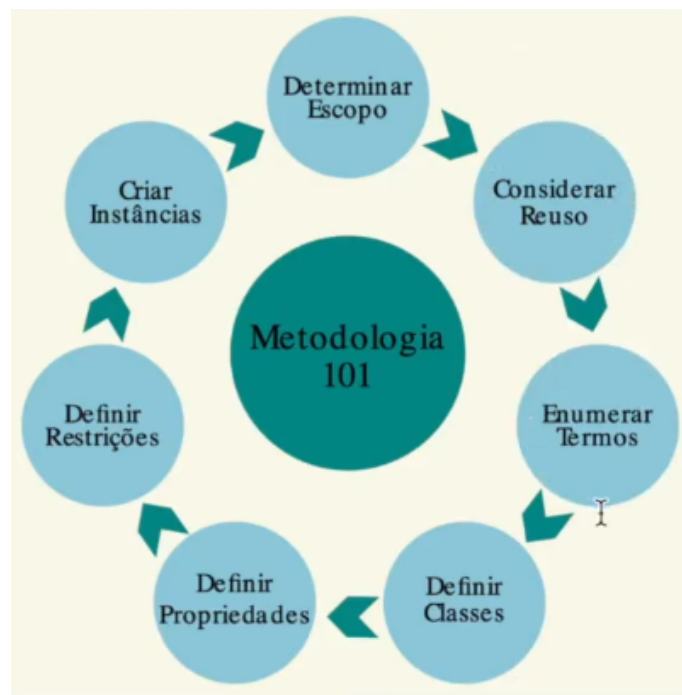 Determinar
Escopo
Considerar
Reuso
Enumerar
Termos
Definir
Classes
Definir
Propriedades
Definir
Restrições
Criar
Instâncias
Metodologia
101